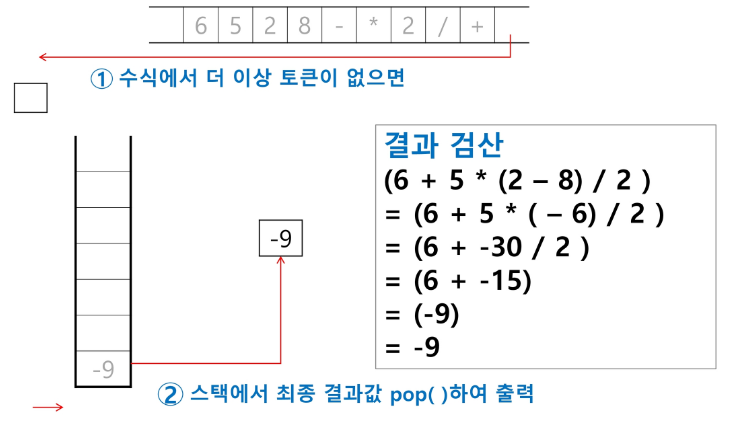 6 5 2 8 - * 2 / +
① 수식에서 더 이상 토큰이 없으면
결과 검산
(6 + 5 * (2 – 8) / 2 )
= (6 + 5 * ( – 6) / 2 )
= (6 + -30 / 2 )
= (6 + -15)
= (-9)
= -9
-9
-9
② 스택에서 최종 결과값 pop( )하여 출력